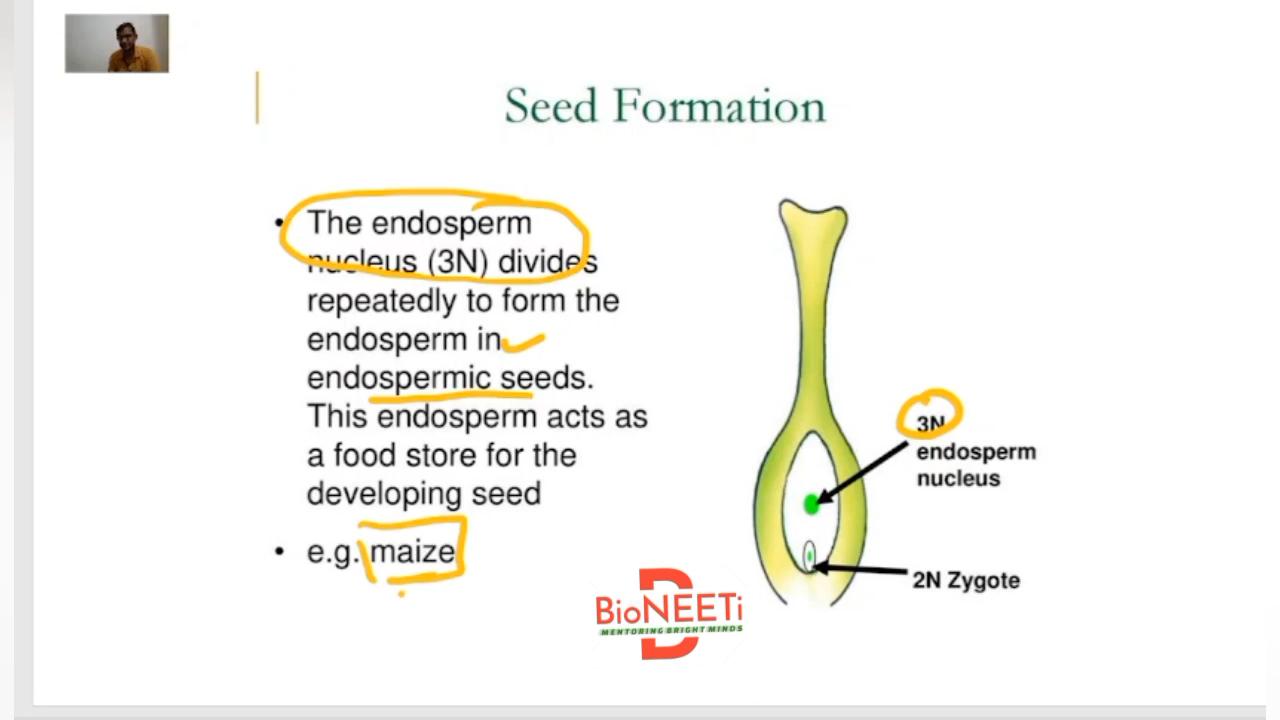 Seed Formation
• The endosperm
nucleus (3N) divides
repeatedly to form the
endosperm in
endospermic seeds.
This endosperm acts as
a food store for the
developing seed
• e.g. maize
3N
endosperm
nucleus
2N Zygote
BioNEETi
MENTORING BRIGHT MINDS